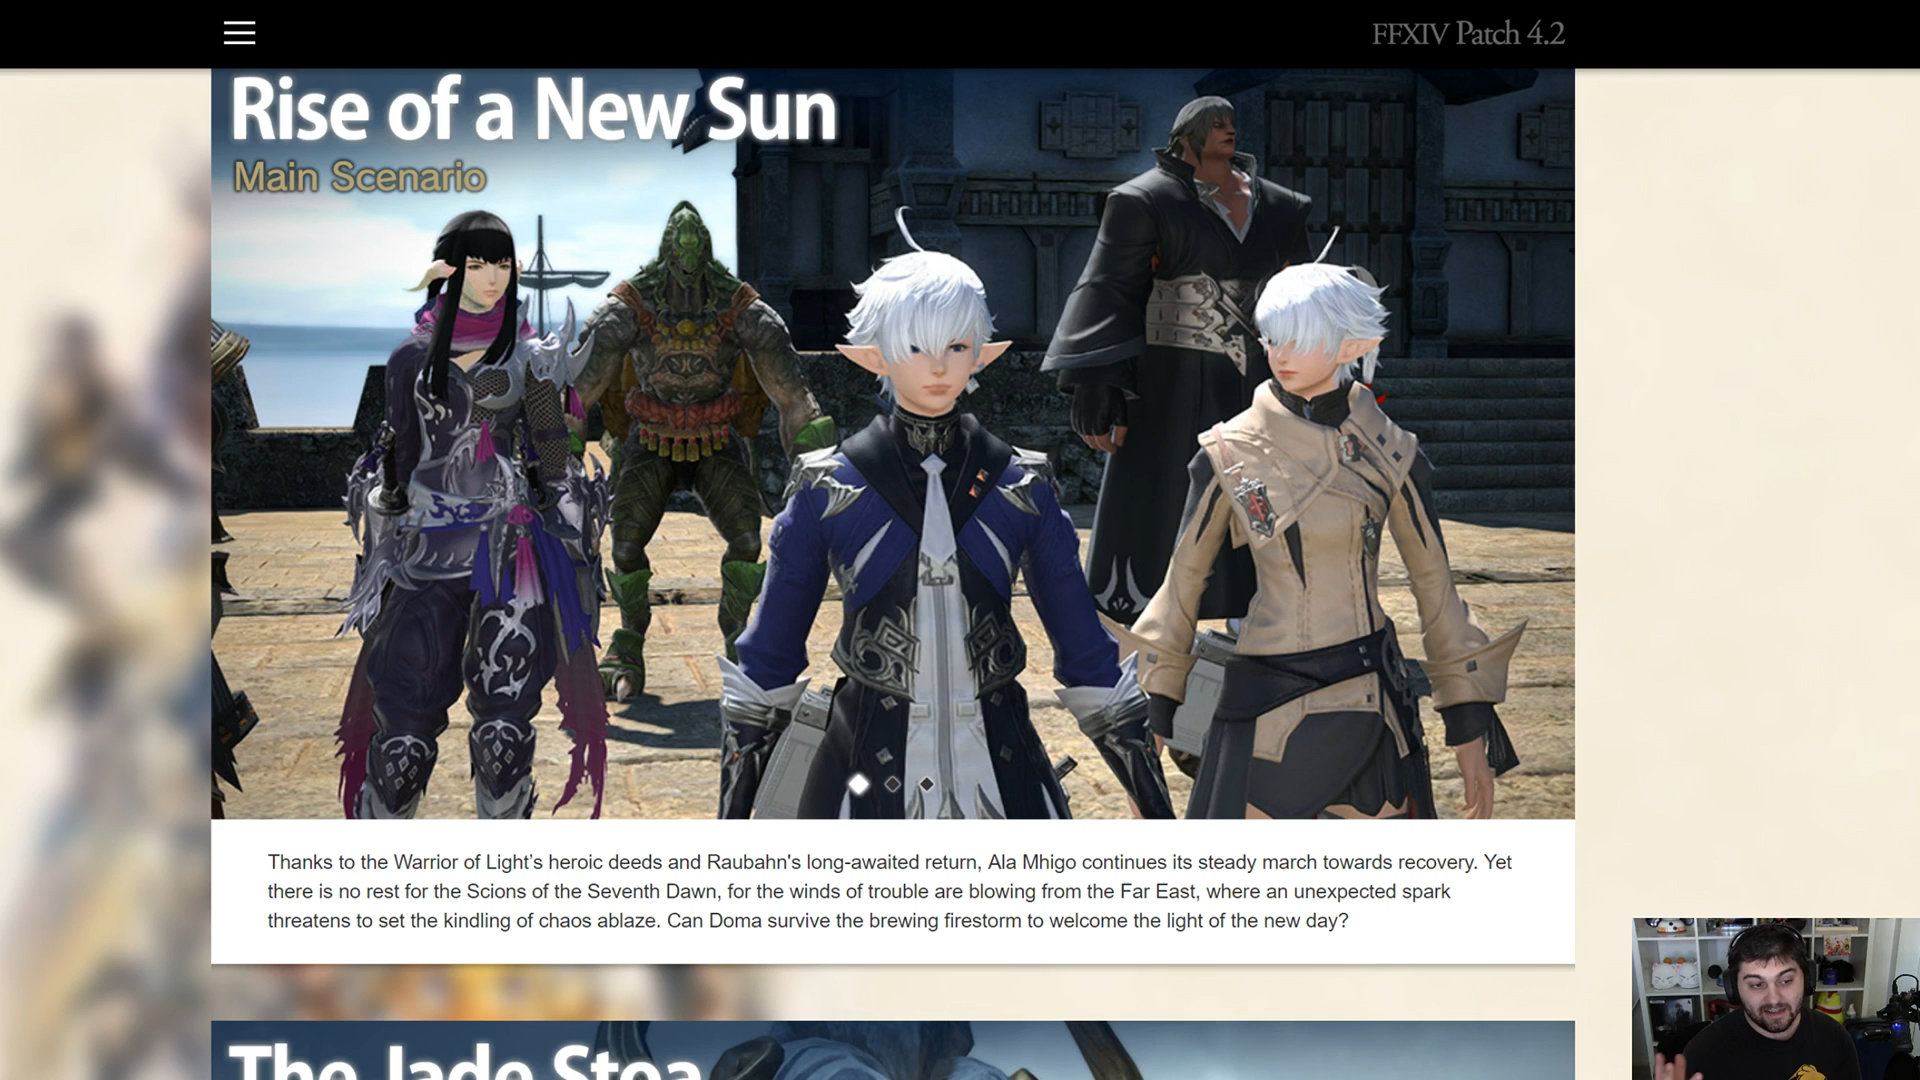 FFXIV Patch 4.2
Rise of a New Sun
Main Scenario
Thanks to the Warrior of Light’s heroic deeds and Raubahn's long-awaited return, Ala Mhigo continues its steady march towards recovery. Yet
there is no rest for the Scions of the Seventh Dawn, for the winds of trouble are blowing from the Far East, where an unexpected spark
threatens to set the kindling of chaos ablaze. Can Doma survive the brewing firestorm to welcome the light of the new day?
The Jade Stoa